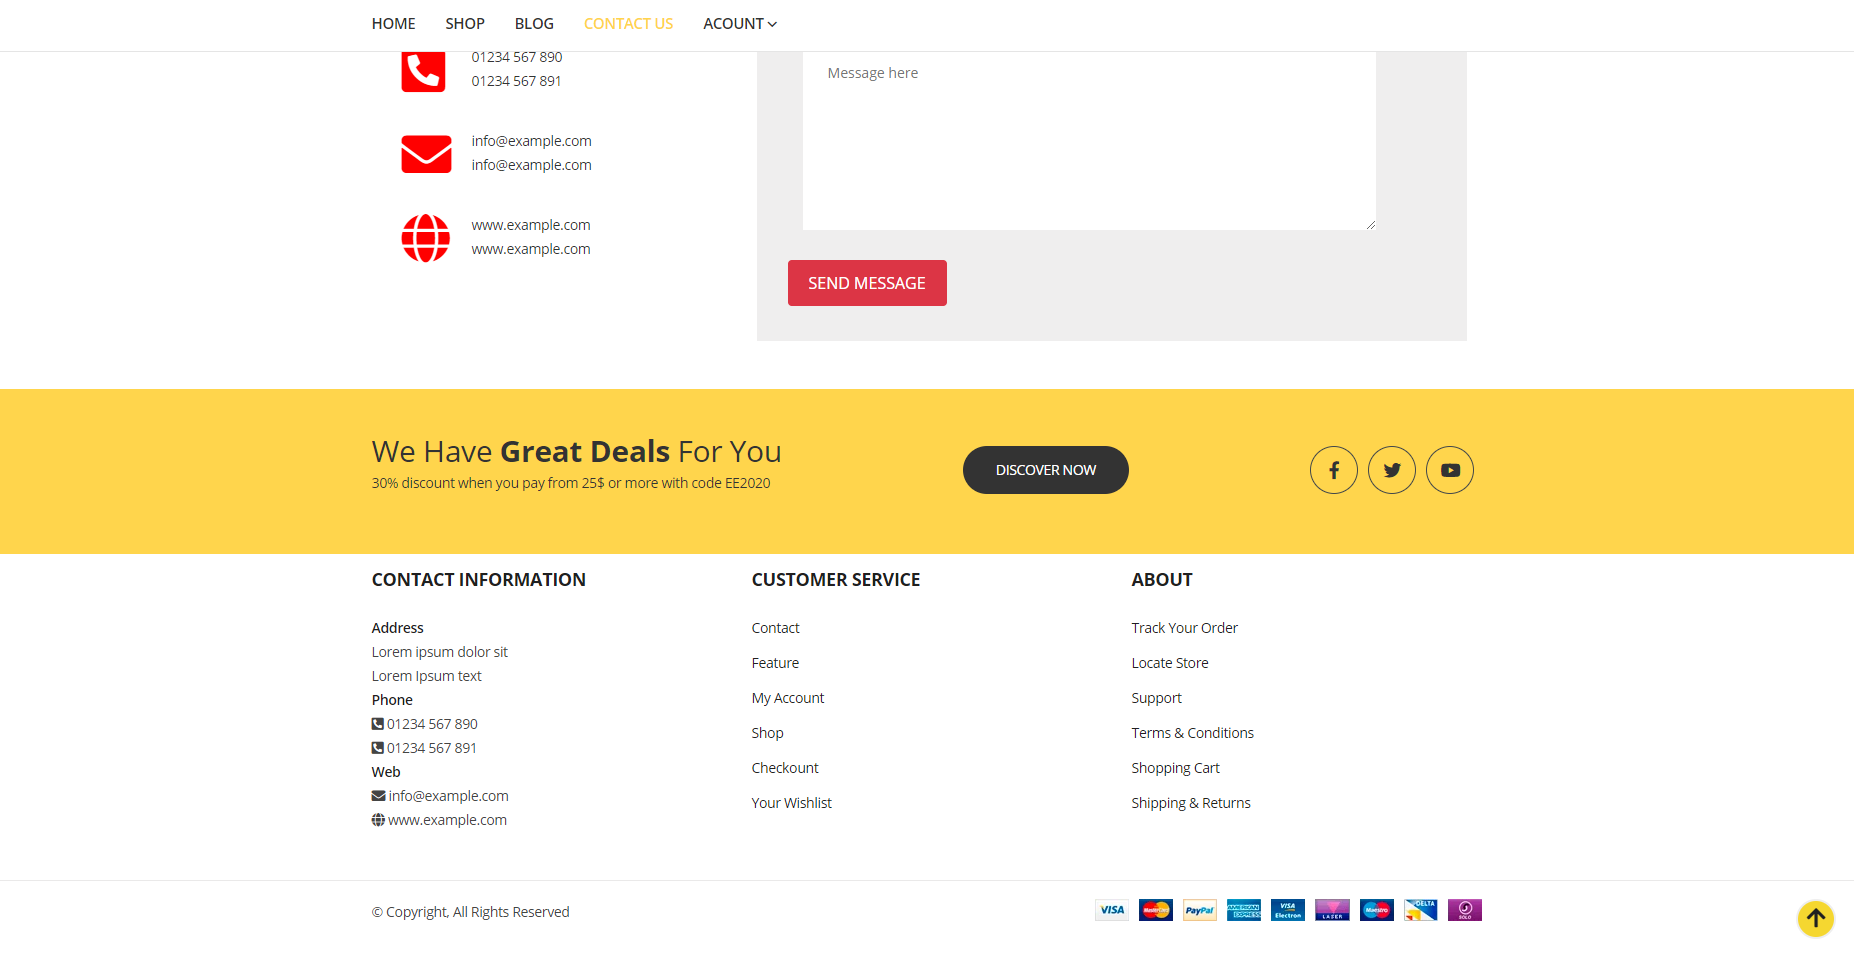 HOME SHOP BLOG CONTACT US ACOUNT
01234 567 890
01234 567 891
info@example.com
info@example.com
www.example.com
www.example.com
Message here
SEND MESSAGE
We Have Great Deals For You
30% discount when you pay from 25$ or more with code EE2020
DISCOVER NOW
CONTACT INFORMATION
Address
Lorem ipsum dolor sit
Lorem Ipsum text
Phone
01234 567 890
01234 567 891
Web
info@example.com
www.example.com
CUSTOMER SERVICE
Contact
Feature
My Account
Shop
Checkount
Your Wishlist
ABOUT
Track Your Order
Locate Store
Support
Terms & Conditions
Shopping Cart
Shipping & Returns
© Copyright, All Rights Reserved
VISA MasterCard PayPal AMERICAN EXPRESS VISA Electron LASER Maestro DELTA SOLO